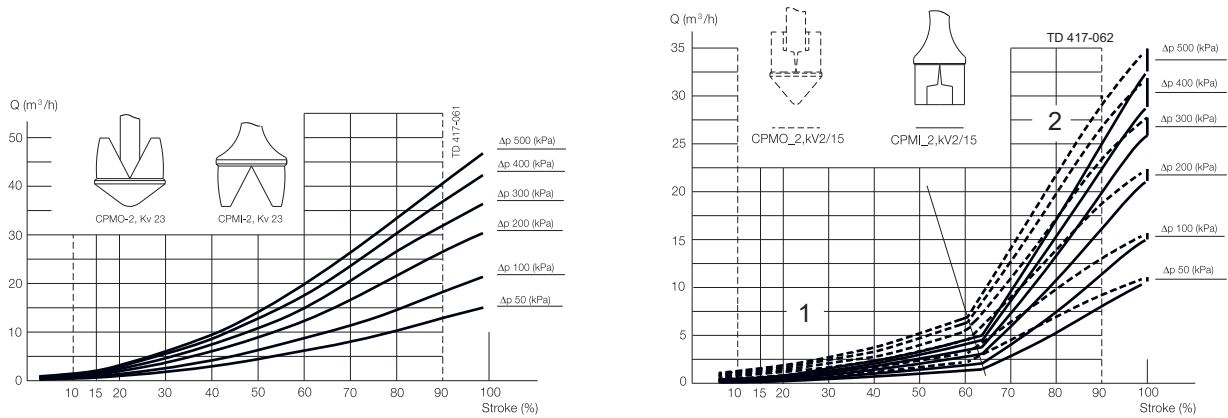 Q (m³/h)
50
40
30
20
10
0
TD 417-061
CPMO-2, Kv 23
CPMI-2, Kv 23
Δp 500 (kPa)
Δp 400 (kPa)
Δp 300 (kPa)
Δp 200 (kPa)
Δp 100 (kPa)
Δp 50 (kPa)
10 15 20 30 40 50 60 70 80 90 100
Stroke (%)
Q (m³/h)
35
30
25
20
15
10
5
0
TD 417-062
CPMO_2,kV2/15
CPMI_2,kV2/15
1
2
Δp 500 (kPa)
Δp 400 (kPa)
Δp 300 (kPa)
Δp 200 (kPa)
Δp 100 (kPa)
Δp 50 (kPa)
10 15 20 30 40 50 60 70 80 90 100
Stroke (%)